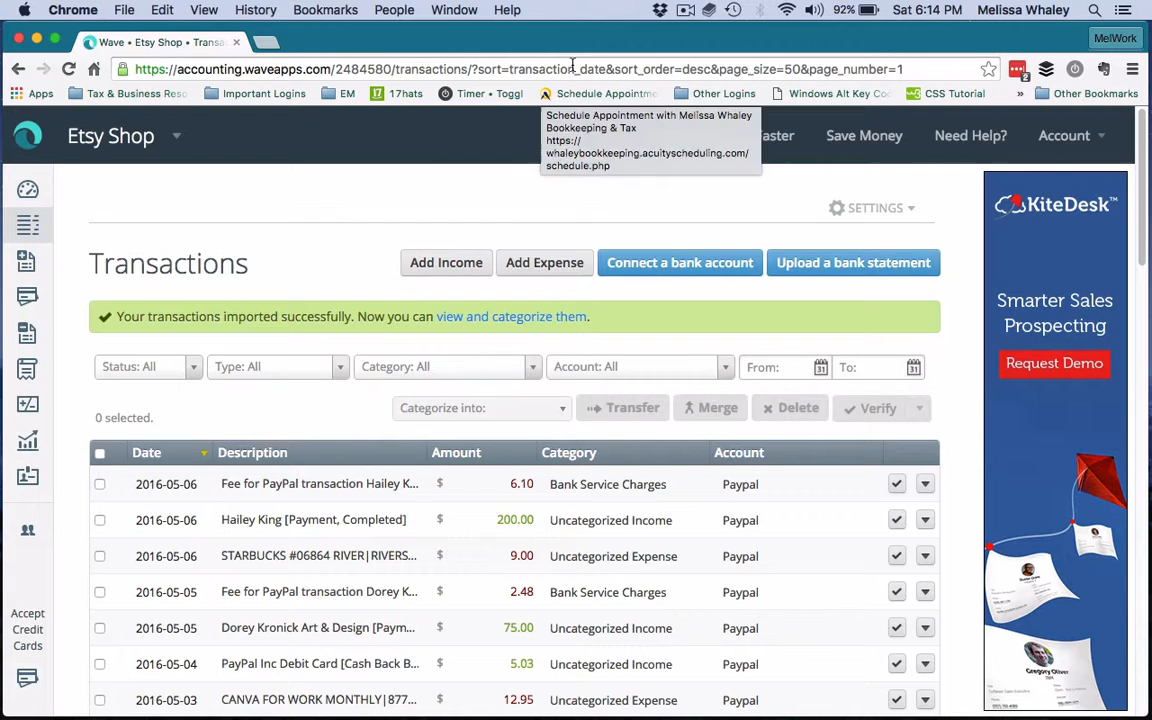 Chrome File Edit View History Bookmarks People Window Help 92% Sat 6:14 PM Melissa Whaley
Wave • Etsy Shop • Transa MelWork
https://accounting.waveapps.com/2484580/transactions/?sort=transaction_date&sort_order=desc&page_size=50&page_number=1
Apps Tax & Business Reso Important Logins EM 17hats Timer • Toggl Schedule Appointme Other Logins Windows Alt Key Cod CSS Tutorial » Other Bookmarks
Schedule Appointment with Melissa Whaley
Bookkeeping & Tax
https://
whaleybookkeeping.acuityscheduling.com/
schedule.php
Etsy Shop Faster Save Money Need Help? Account
SETTINGS
Transactions Add Income Add Expense Connect a bank account Upload a bank statement
Your transactions imported successfully. Now you can view and categorize them.
Status: All Type: All Category: All Account: All From: 31 To: 31
0 selected. Categorize into: Transfer Merge Delete Verify
Date Description Amount Category Account
2016-05-06 Fee for PayPal transaction Hailey K... $ 6.10 Bank Service Charges Paypal
2016-05-06 Hailey King [Payment, Completed] $ 200.00 Uncategorized Income Paypal
2016-05-06 STARBUCKS #06864 RIVER|RIVERS... $ 9.00 Uncategorized Expense Paypal
2016-05-05 Fee for PayPal transaction Dorey K... $ 2.48 Bank Service Charges Paypal
2016-05-05 Dorey Kronick Art & Design [Paym... $ 75.00 Uncategorized Income Paypal
2016-05-04 PayPal Inc Debit Card [Cash Back B... $ 5.03 Uncategorized Income Paypal
2016-05-03 CANVA FOR WORK MONTHLY|877... $ 12.95 Uncategorized Expense Paypal
Accept
Credit
Cards
KiteDesk™
Smarter Sales
Prospecting
Request Demo
Gregory Oliver